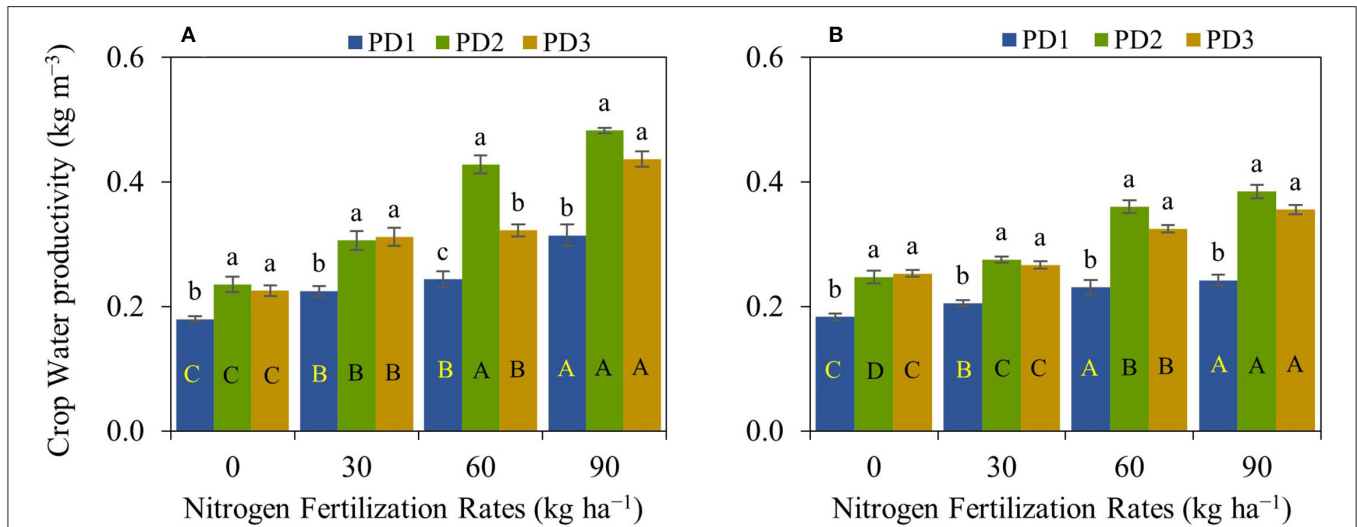 A
PD1 PD2 PD3
Crop Water productivity (kg m⁻³)
0.6
0.4
0.2
0.0
b a a
b a a
c a b
b a a
C C C
B B B
B A B
A A A
0 30 60 90
Nitrogen Fertilization Rates (kg ha⁻¹)
B
PD1 PD2 PD3
0.6
0.4
0.2
0.0
b a a
b a a
b a a
b a a
C D C
B C C
A B B
A A A
0 30 60 90
Nitrogen Fertilization Rates (kg ha⁻¹)